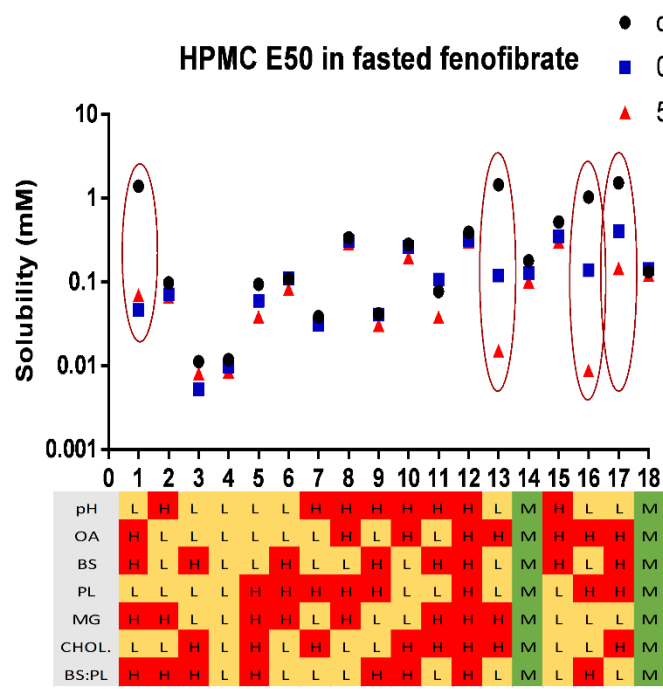 HPMC E50 in fasted fenofibrate
0
5
Solubility (mM)
10
1
0.1
0.01
0.001
0 1 2 3 4 5 6 7 8 9 10 11 12 13 14 15 16 17 18
pH L H L L L L H H H H H H L M H L L M
OA H L L L L L L H L H L H H M H H H M
BS H L H L L H L L H L H H L M L L H M
PL L L L L H H H H H L L H L M L H H M
MG H H L L H H L H L L H H H M L L L M
CHOL. L L H L H L H L L H H H H M L L H M
BS:PL H H H L H L L L H H L H L M L H L M